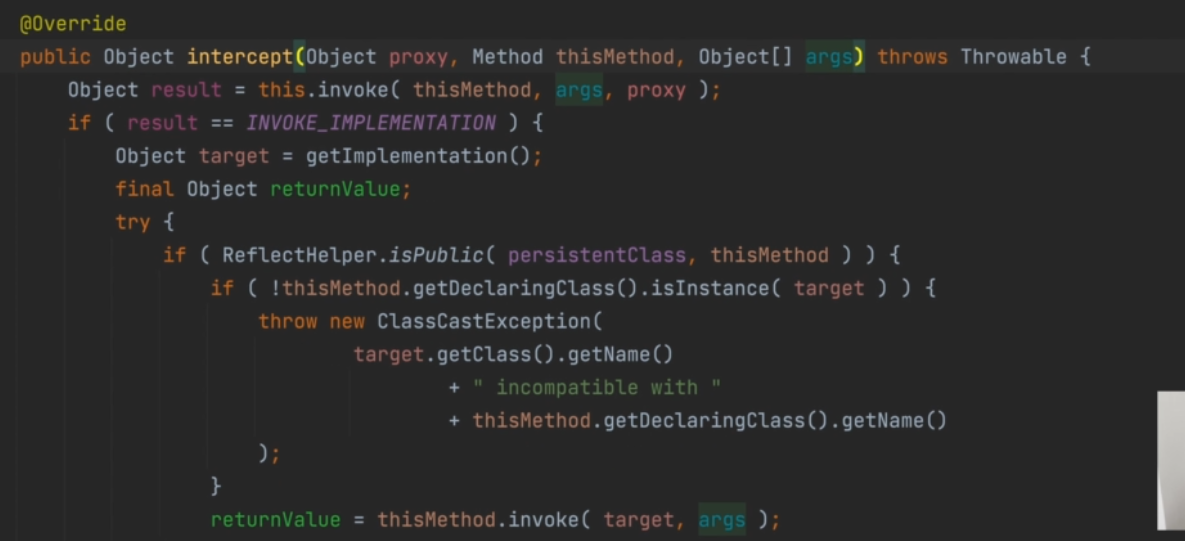 @Override
public Object intercept(Object proxy, Method thisMethod, Object[] args) throws Throwable {
Object result = this.invoke( thisMethod, args, proxy );
if ( result == INVOKE_IMPLEMENTATION ) {
Object target = getImplementation();
final Object returnValue;
try {
if ( ReflectHelper.isPublic( persistentClass, thisMethod ) ) {
if ( !thisMethod.getDeclaringClass().isInstance( target ) ) {
throw new ClassCastException(
target.getClass().getName()
+ " incompatible with "
+ thisMethod.getDeclaringClass().getName()
);
}
returnValue = thisMethod.invoke( target, args );